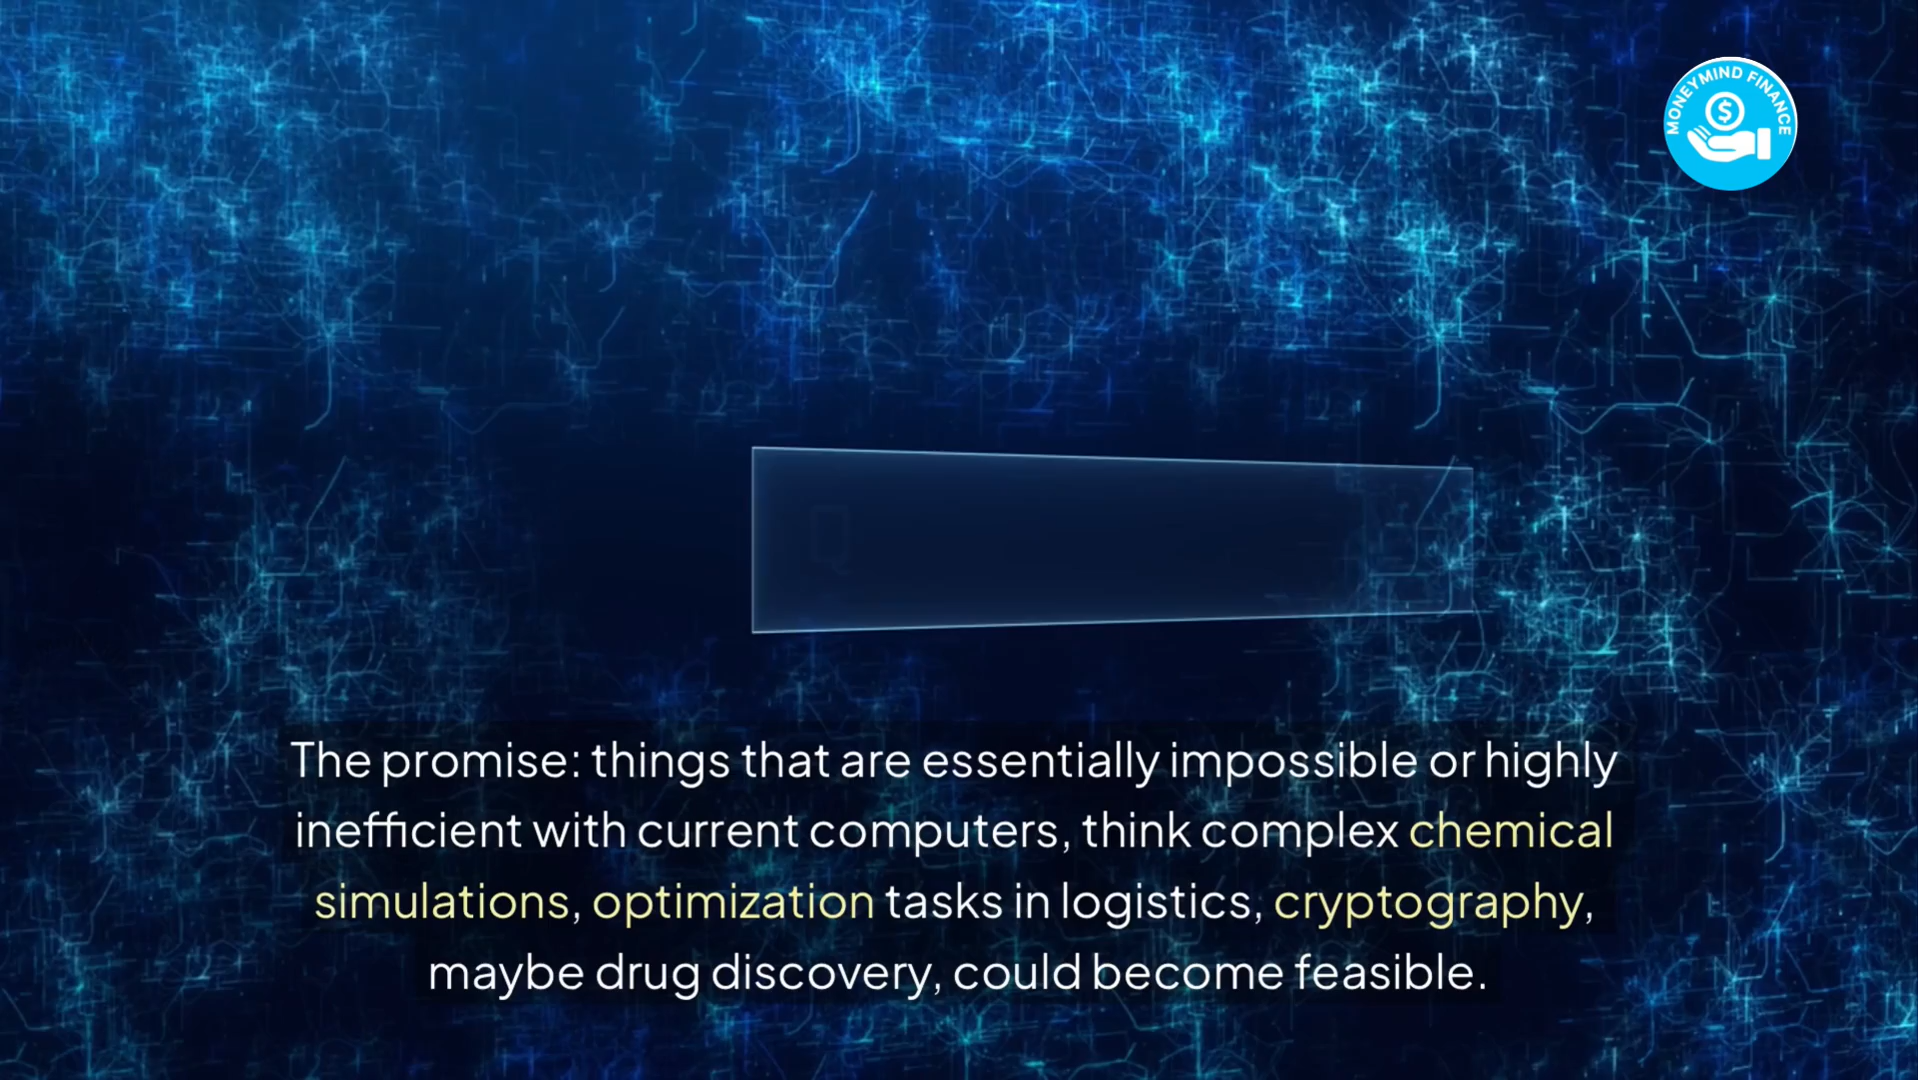 MONEYMIND FINANCE
$
The promise: things that are essentially impossible or highly
inefficient with current computers, think complex chemical
simulations, optimization tasks in logistics, cryptography,
maybe drug discovery, could become feasible.